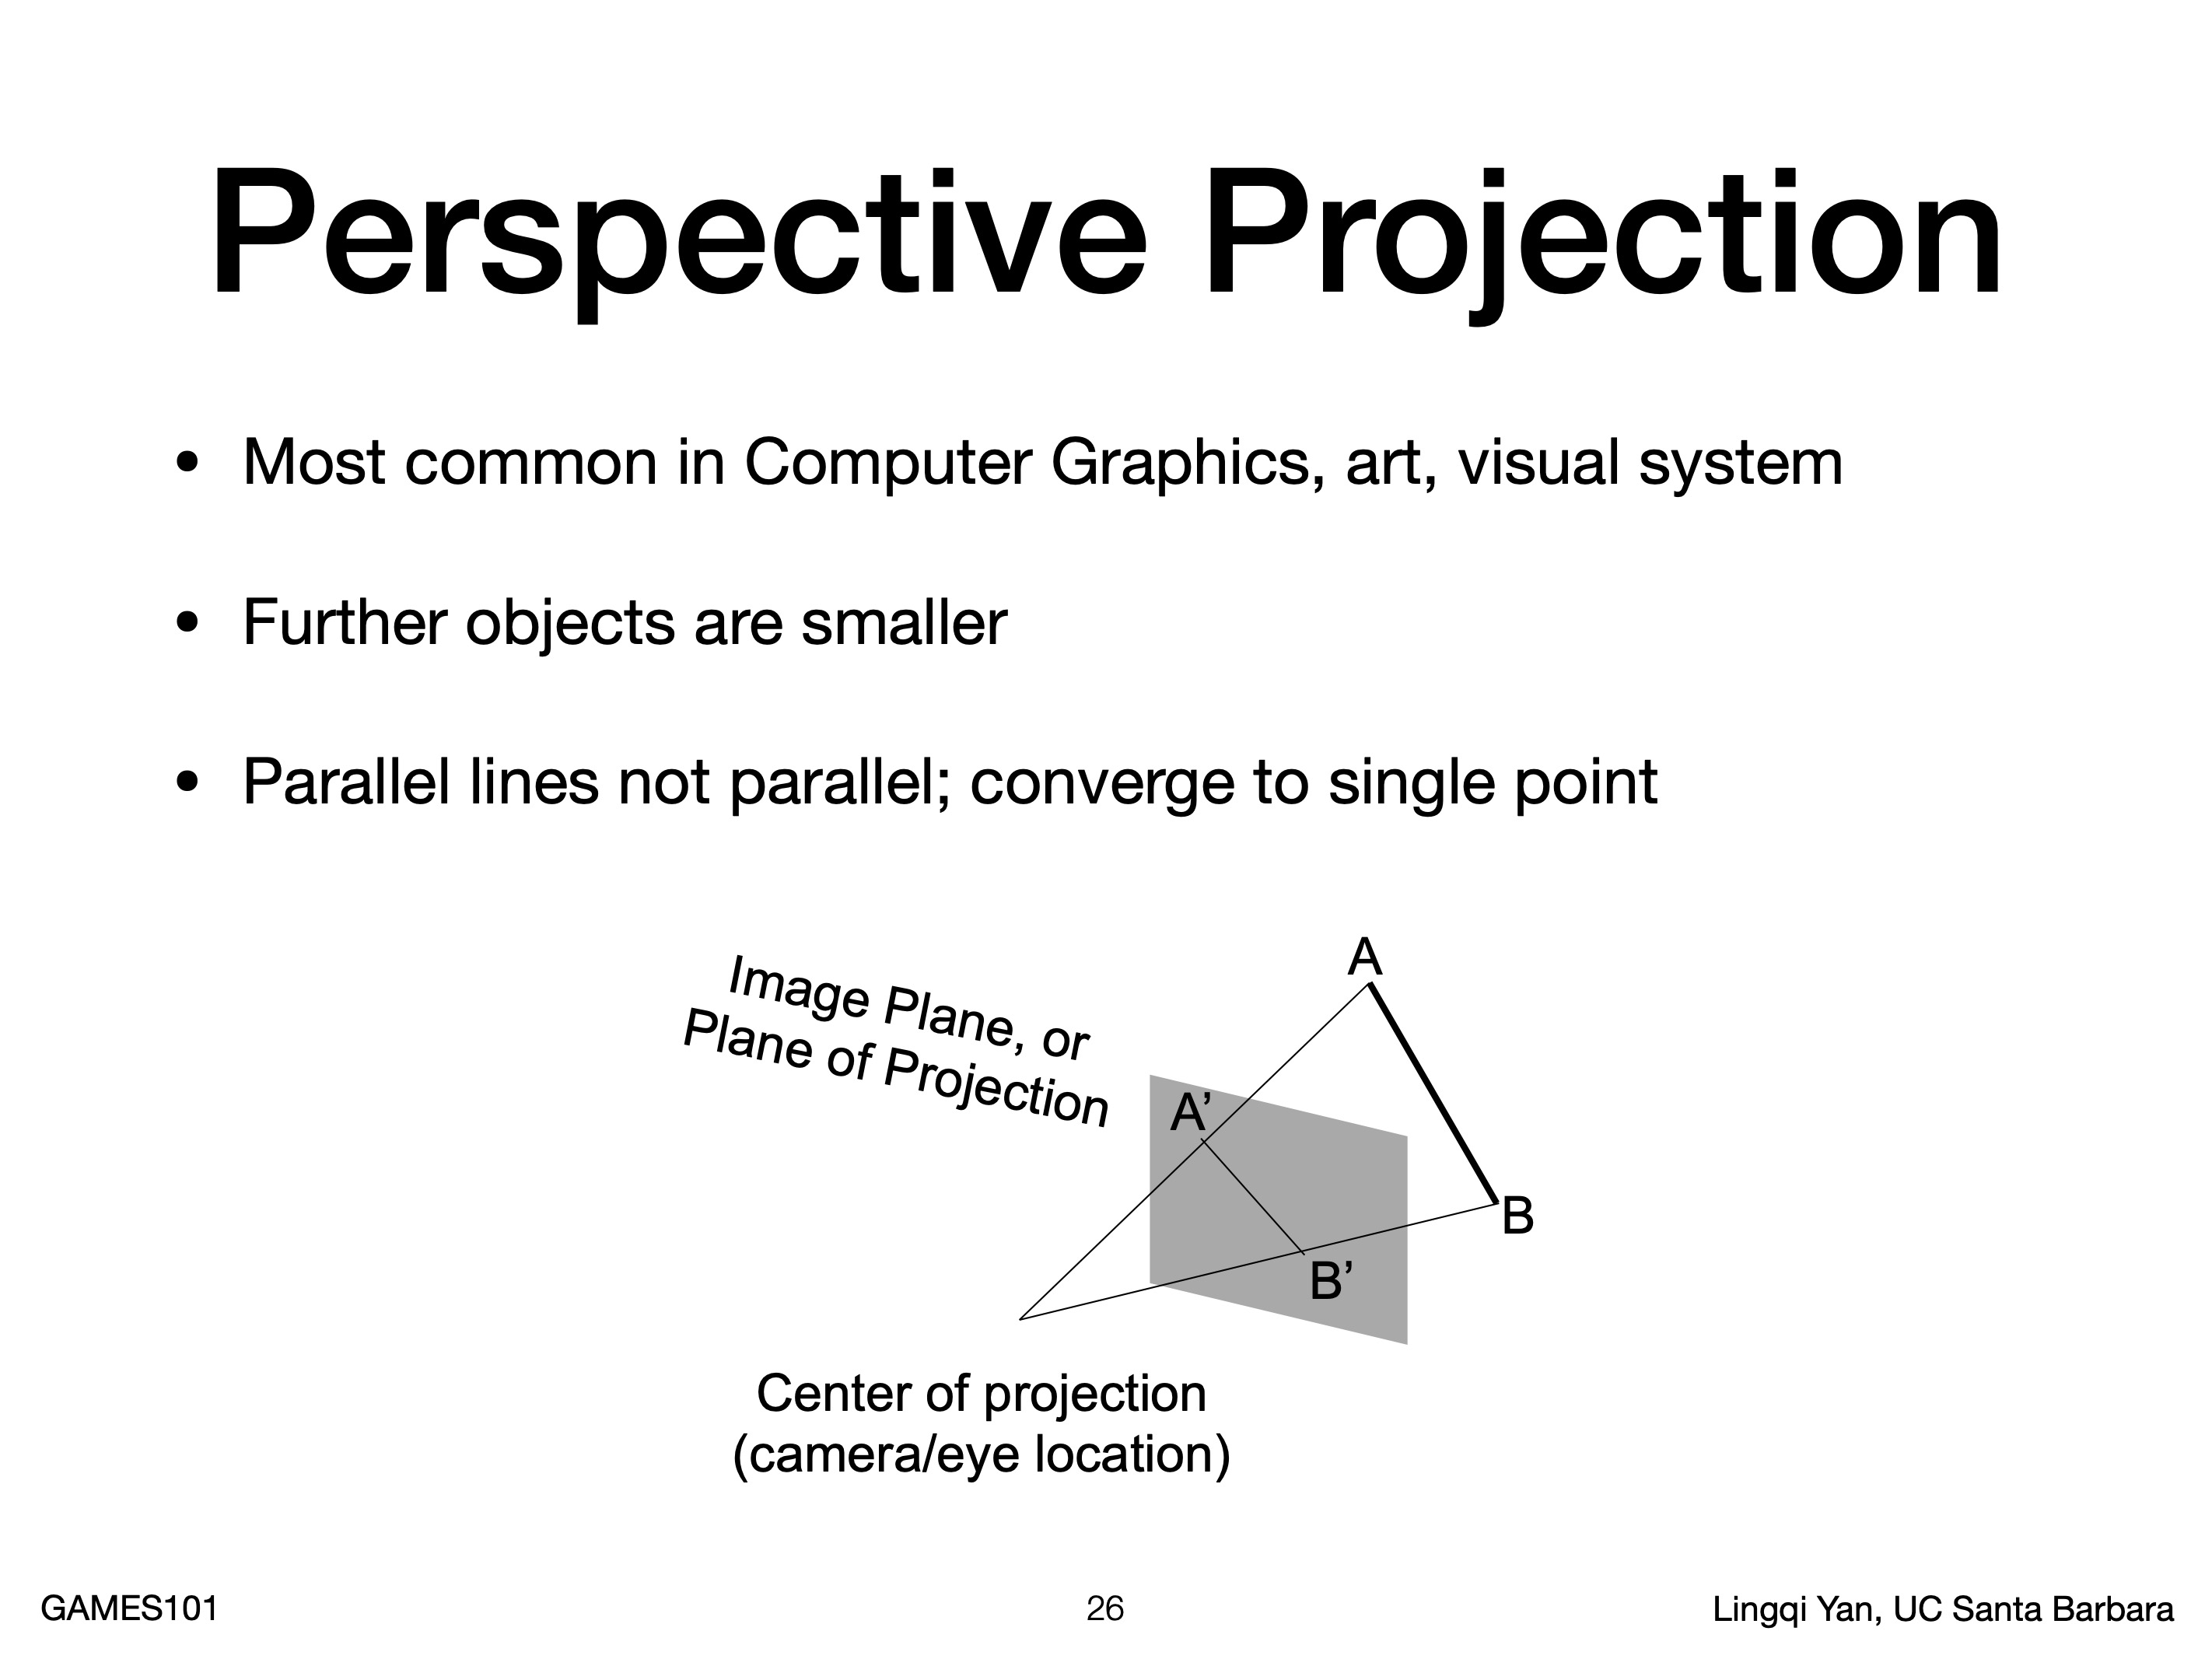 Perspective Projection
• Most common in Computer Graphics, art, visual system
• Further objects are smaller
• Parallel lines not parallel; converge to single point
Image Plane, or
Plane of Projection
A
A’
B
B’
Center of projection
(camera/eye location)
GAMES101
26
Lingqi Yan, UC Santa Barbara